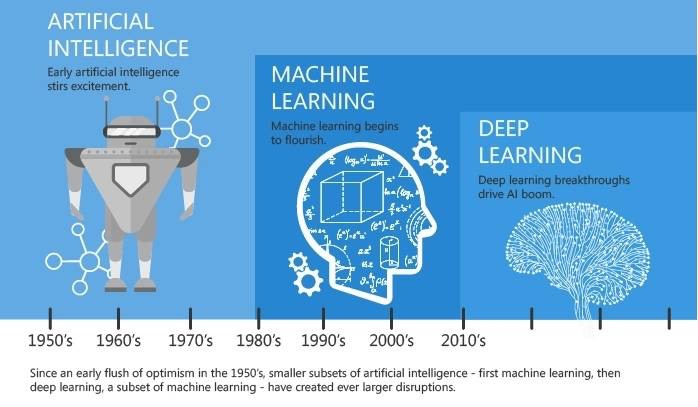 ARTIFICIAL
INTELLIGENCE
Early artificial intelligence
stirs excitement.
MACHINE
LEARNING
Machine learning begins
to flourish.
DEEP
LEARNING
Deep learning breakthroughs
drive AI boom.
1950's 1960's 1970's 1980's 1990's 2000's 2010's
Since an early flush of optimism in the 1950's, smaller subsets of artificial intelligence - first machine learning, then
deep learning, a subset of machine learning - have created ever larger disruptions.